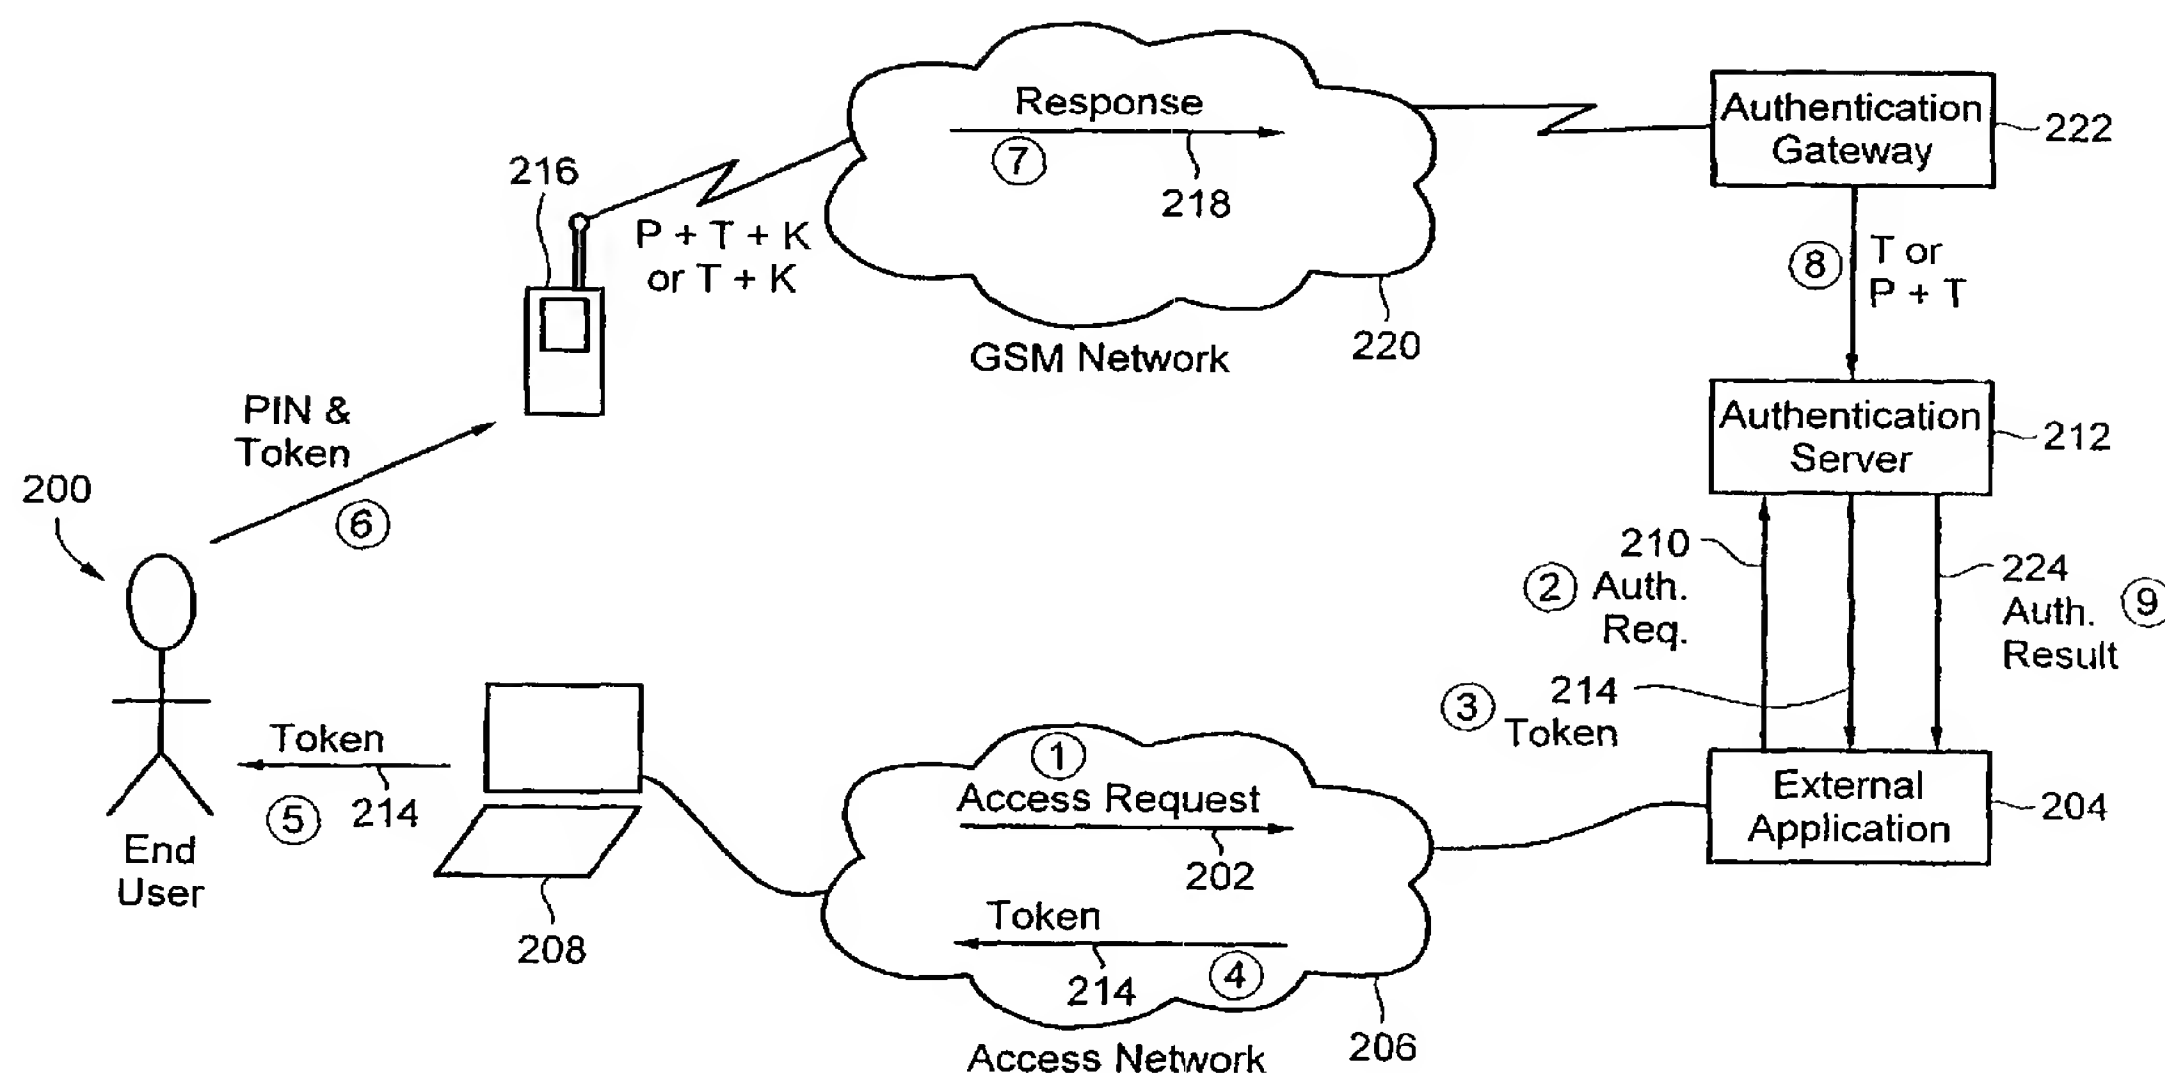 Response
7
218
216
P + T + K
or T + K
GSM Network
220
Authentication
Gateway
222
8
T or
P + T
Authentication
Server
212
PIN &
Token
6
200
End
User
Token
5
214
208
1
Access Request
202
Token
214
4
Access Network
206
210
2
Auth.
Req.
3
214
Token
224
Auth.
Result
9
External
Application
204